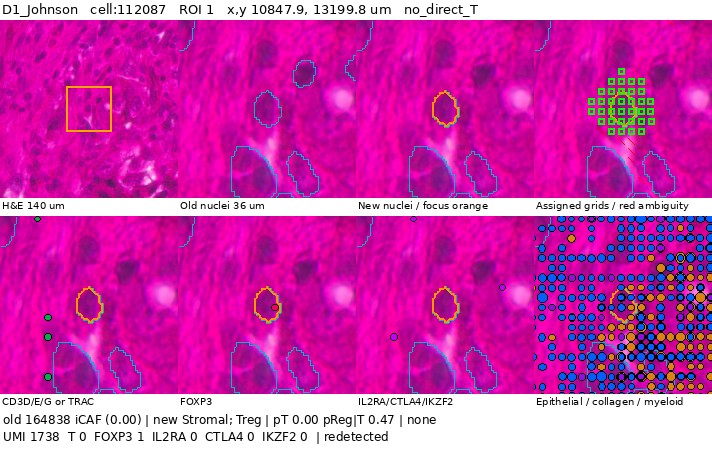 D1_Johnson cell:112087 ROI 1 x,y 10847.9, 13199.8 um no_direct_T
H&E 140 um
Old nuclei 36 um
New nuclei / focus orange
Assigned grids / red ambiguity
CD3D/E/G or TRAC
FOXP3
IL2RA/CTLA4/IKZF2
Epithelial / collagen / myeloid
old 164838 iCAF (0.00) | new Stromal; Treg | pT 0.00 pReg|T 0.47 | none
UMI 1738 T 0 FOXP3 1 IL2RA 0 CTLA4 0 IKZF2 0 | redetected